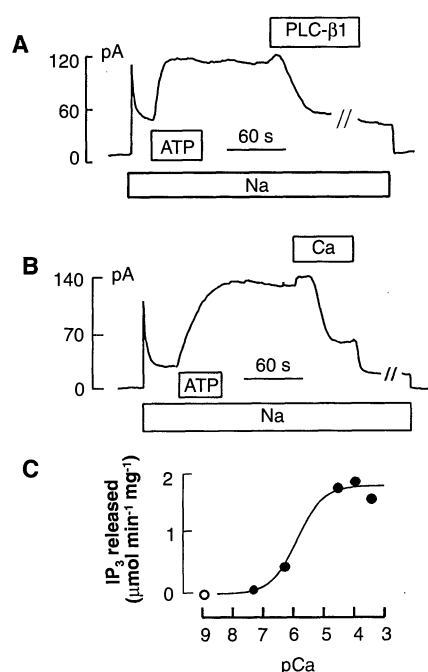 A
pA
PLC-β1
120
60
0
ATP
60 s
//
Na
B
pA
Ca
140
70
0
ATP
60 s
//
Na
C
IP3 released
(μmol min-1 mg-1)
2
1
0
9 8 7 6 5 4 3
pCa